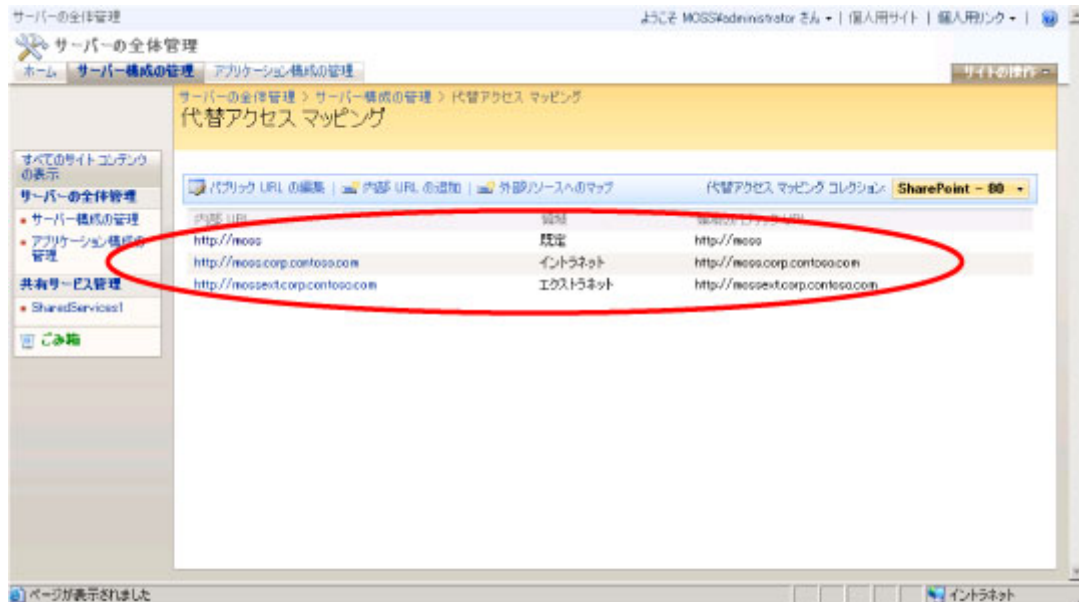 サーバーの全体管理
ようこそ MOSS¥administrator さん | 個人用サイト | 個人用リンク |
サーバーの全体管理
ホーム サーバー構成の管理 アプリケーション構成の管理 サイトの操作
サーバーの全体管理 > サーバー構成の管理 > 代替アクセス マッピング
代替アクセス マッピング
すべてのサイト コンテンツ
の表示
サーバーの全体管理
サーバー構成の管理
アプリケーション構成の
管理
共有サービス管理
SharedServices1
ごみ箱
パブリック URL の編集 | 内部 URL の追加 | 外部リソースへのマップ 代替アクセス マッピング コレクション: SharePoint - 80
内部 URL 領域 領域のパブリック URL
http://moss 既定 http://moss
http://moss.corp.contoso.com イントラネット http://moss.corp.contoso.com
http://mossext.corp.contoso.com エクストラネット http://mossext.corp.contoso.com
ページが表示されました イントラネット